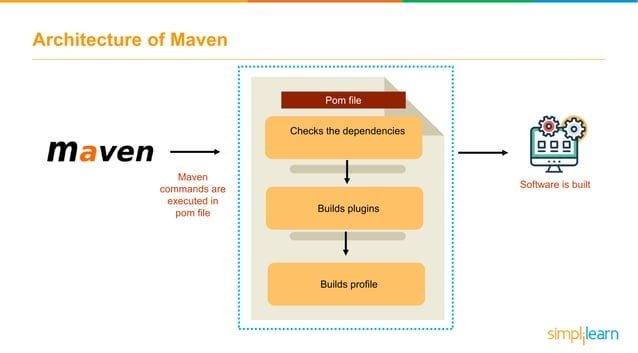 Architecture of Maven
maven
Maven
commands are
executed in
pom file
Pom file
Checks the dependencies
Builds plugins
Builds profile
Software is built
simplilearn